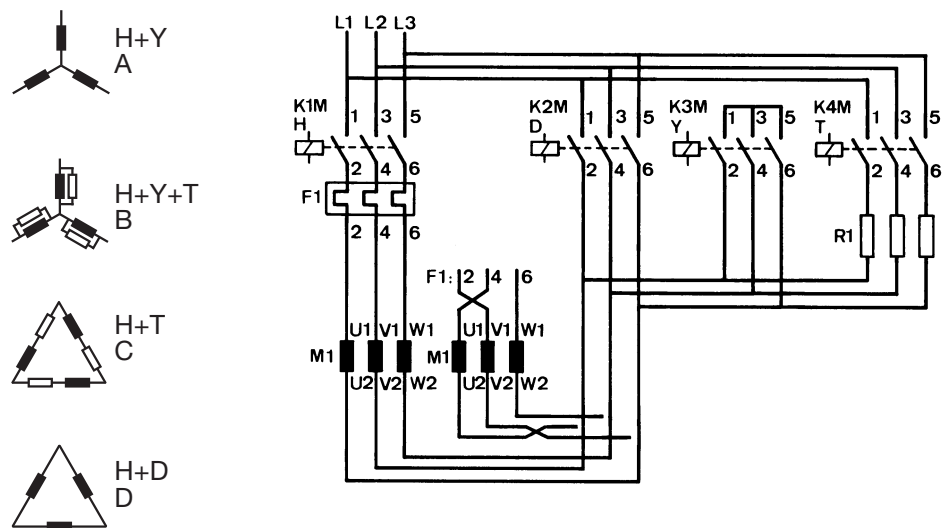 H+Y
A
H+Y+T
B
H+T
C
H+D
D
L1 L2 L3
K1M
H
1 3 5
2 4 6
K2M
D
1 3 5
2 4 6
K3M
Y
1 3 5
2 4 6
K4M
T
1 3 5
2 4 6
F1
2 4 6
R1
F1: 2 4 6
M1
U1 V1 W1
U2 V2 W2
M1
U1 V1 W1
U2 V2 W2